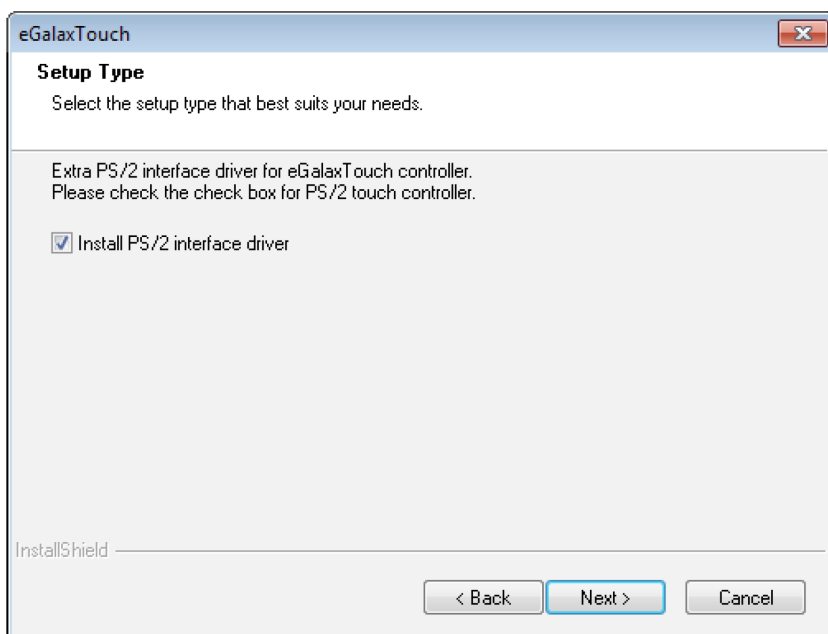 eGalaxTouch
Setup Type
Select the setup type that best suits your needs.
Extra PS/2 interface driver for eGalaxTouch controller.
Please check the check box for PS/2 touch controller.
Install PS/2 interface driver
InstallShield
< Back
Next >
Cancel